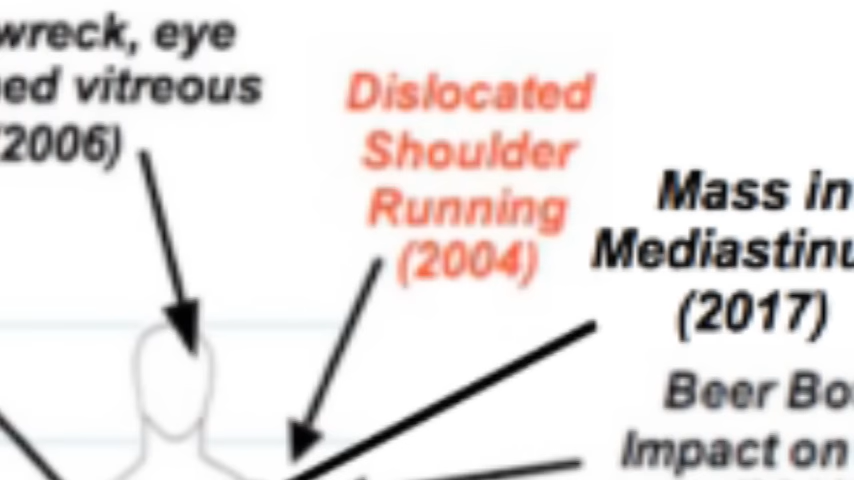 wreck, eye
ed vitreous
(2006)
Dislocated
Shoulder
Running
(2004)
Mass in
Mediastinu
(2017)
Beer Bo
Impact on